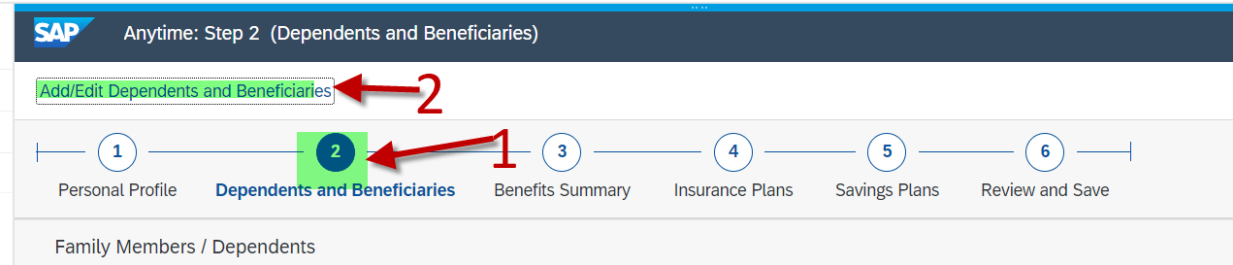 SAP Anytime: Step 2 (Dependents and Beneficiaries)
Add/Edit Dependents and Beneficiaries 2
1 2 1 3 4 5 6
Personal Profile Dependents and Beneficiaries Benefits Summary Insurance Plans Savings Plans Review and Save
Family Members / Dependents